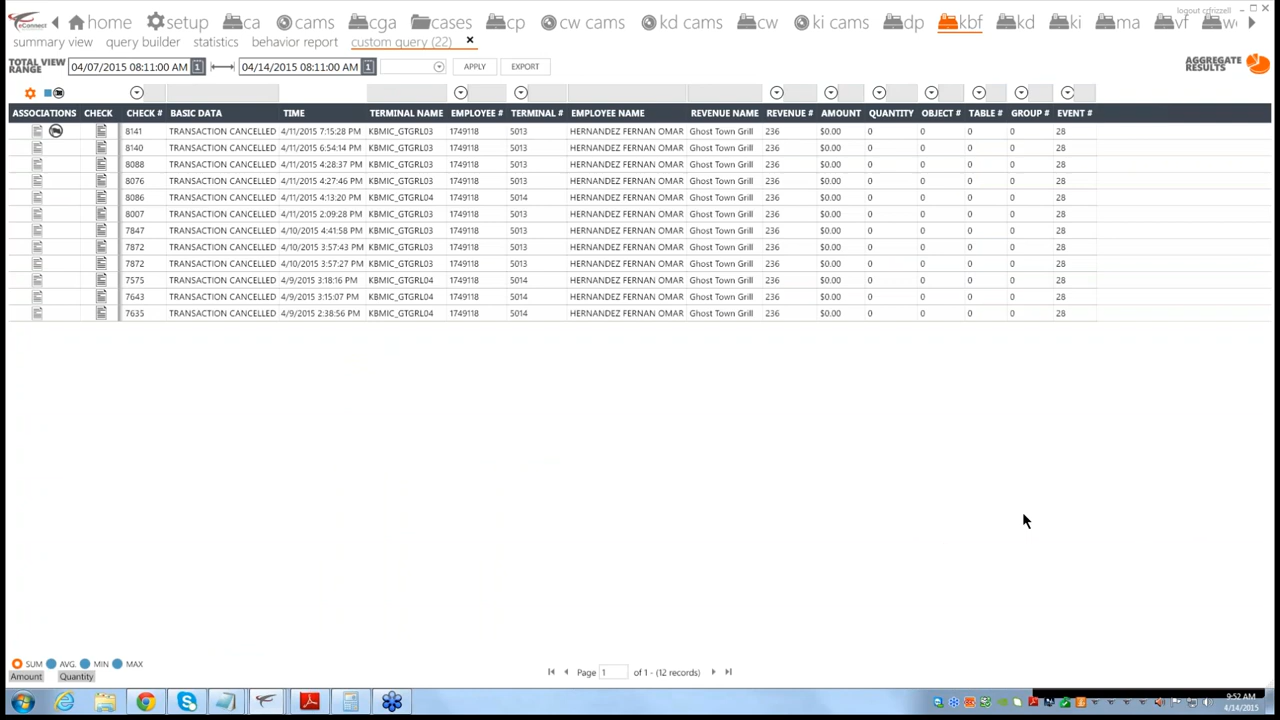 eConnect home setup ca cams cga cases cp cw cams kd cams cw ki cams dp kbf kd ki ma vf logout crfrizzell
summary view query builder statistics behavior report custom query (22)
TOTAL VIEW RANGE 04/07/2015 08:11:00 AM 1 04/14/2015 08:11:00 AM 1 APPLY EXPORT AGGREGATE RESULTS
ASSOCIATIONS CHECK CHECK # BASIC DATA TIME TERMINAL NAME EMPLOYEE # TERMINAL # EMPLOYEE NAME REVENUE NAME REVENUE # AMOUNT QUANTITY OBJECT # TABLE # GROUP # EVENT #
8141 TRANSACTION CANCELLED 4/11/2015 7:15:28 PM KBMIC_GTGRL03 1749118 5013 HERNANDEZ FERNAN OMAR Ghost Town Grill 236 $0.00 0 0 0 0 28
8140 TRANSACTION CANCELLED 4/11/2015 6:54:14 PM KBMIC_GTGRL03 1749118 5013 HERNANDEZ FERNAN OMAR Ghost Town Grill 236 $0.00 0 0 0 0 28
8088 TRANSACTION CANCELLED 4/11/2015 4:28:37 PM KBMIC_GTGRL03 1749118 5013 HERNANDEZ FERNAN OMAR Ghost Town Grill 236 $0.00 0 0 0 0 28
8076 TRANSACTION CANCELLED 4/11/2015 4:27:46 PM KBMIC_GTGRL03 1749118 5013 HERNANDEZ FERNAN OMAR Ghost Town Grill 236 $0.00 0 0 0 0 28
8086 TRANSACTION CANCELLED 4/11/2015 4:13:20 PM KBMIC_GTGRL04 1749118 5014 HERNANDEZ FERNAN OMAR Ghost Town Grill 236 $0.00 0 0 0 0 28
8007 TRANSACTION CANCELLED 4/11/2015 2:09:28 PM KBMIC_GTGRL03 1749118 5013 HERNANDEZ FERNAN OMAR Ghost Town Grill 236 $0.00 0 0 0 0 28
7847 TRANSACTION CANCELLED 4/10/2015 4:41:58 PM KBMIC_GTGRL03 1749118 5013 HERNANDEZ FERNAN OMAR Ghost Town Grill 236 $0.00 0 0 0 0 28
7872 TRANSACTION CANCELLED 4/10/2015 3:57:43 PM KBMIC_GTGRL03 1749118 5013 HERNANDEZ FERNAN OMAR Ghost Town Grill 236 $0.00 0 0 0 0 28
7872 TRANSACTION CANCELLED 4/10/2015 3:57:27 PM KBMIC_GTGRL03 1749118 5013 HERNANDEZ FERNAN OMAR Ghost Town Grill 236 $0.00 0 0 0 0 28
7575 TRANSACTION CANCELLED 4/9/2015 3:18:16 PM KBMIC_GTGRL04 1749118 5014 HERNANDEZ FERNAN OMAR Ghost Town Grill 236 $0.00 0 0 0 0 28
7643 TRANSACTION CANCELLED 4/9/2015 3:15:07 PM KBMIC_GTGRL04 1749118 5014 HERNANDEZ FERNAN OMAR Ghost Town Grill 236 $0.00 0 0 0 0 28
7635 TRANSACTION CANCELLED 4/9/2015 2:38:56 PM KBMIC_GTGRL04 1749118 5014 HERNANDEZ FERNAN OMAR Ghost Town Grill 236 $0.00 0 0 0 0 28
SUM AVG. MIN MAX
Amount Quantity Page 1 of 1 - (12 records)
9:52 AM
4/14/2015